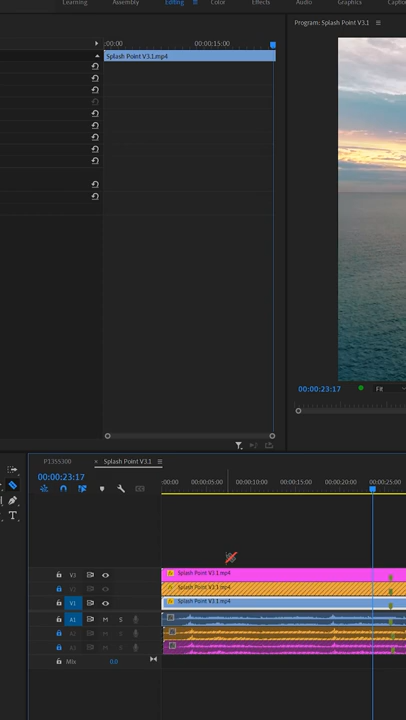 Learning Assembly Editing Color Effects Audio Graphics Capt
Program: Splash Point V3.1
:00:00 00:00:15:00
Splash Point V3.1.mp4
00:00:23:17 Fit
P1355300 × Splash Point V3.1
00:00:23:17
:00:00 00:00:05:00 00:00:10:00 00:00:15:00 00:00:20:00 00:00:25:00
V3 Splash Point V3.1.mp4
V2 Splash Point V3.1.mp4
V1 Splash Point V3.1.mp4
A1 M S
A2 M S
A3 M S
Mix 0.0